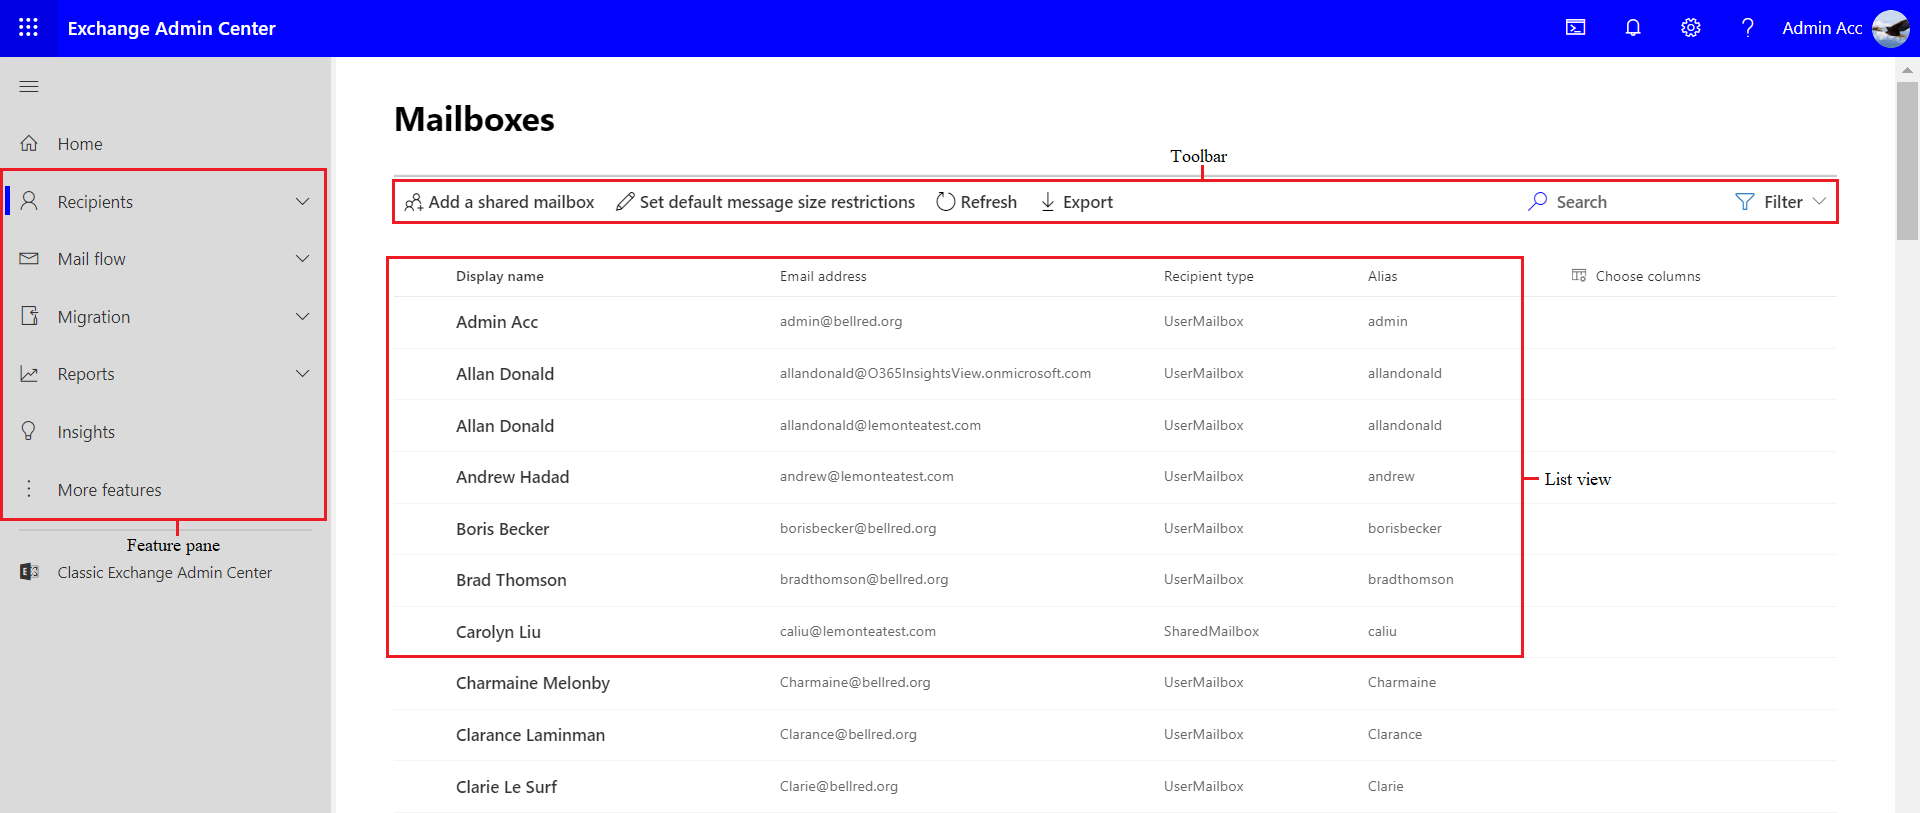 Exchange Admin Center
Admin Acc
Home
Recipients
Mail flow
Migration
Reports
Insights
More features
Feature pane
Classic Exchange Admin Center
Mailboxes
Toolbar
Add a shared mailbox Set default message size restrictions Refresh Export Search Filter
Display name Email address Recipient type Alias Choose columns
Admin Acc admin@bellred.org UserMailbox admin
Allan Donald allandonald@O365InsightsView.onmicrosoft.com UserMailbox allandonald
Allan Donald allandonald@lemonteatest.com UserMailbox allandonald
Andrew Hadad andrew@lemonteatest.com UserMailbox andrew
List view
Boris Becker borisbecker@bellred.org UserMailbox borisbecker
Brad Thomson bradthomson@bellred.org UserMailbox bradthomson
Carolyn Liu caliu@lemonteatest.com SharedMailbox caliu
Charmaine Melonby Charmaine@bellred.org UserMailbox Charmaine
Clarance Laminman Clarance@bellred.org UserMailbox Clarance
Clarie Le Surf Clarie@bellred.org UserMailbox Clarie